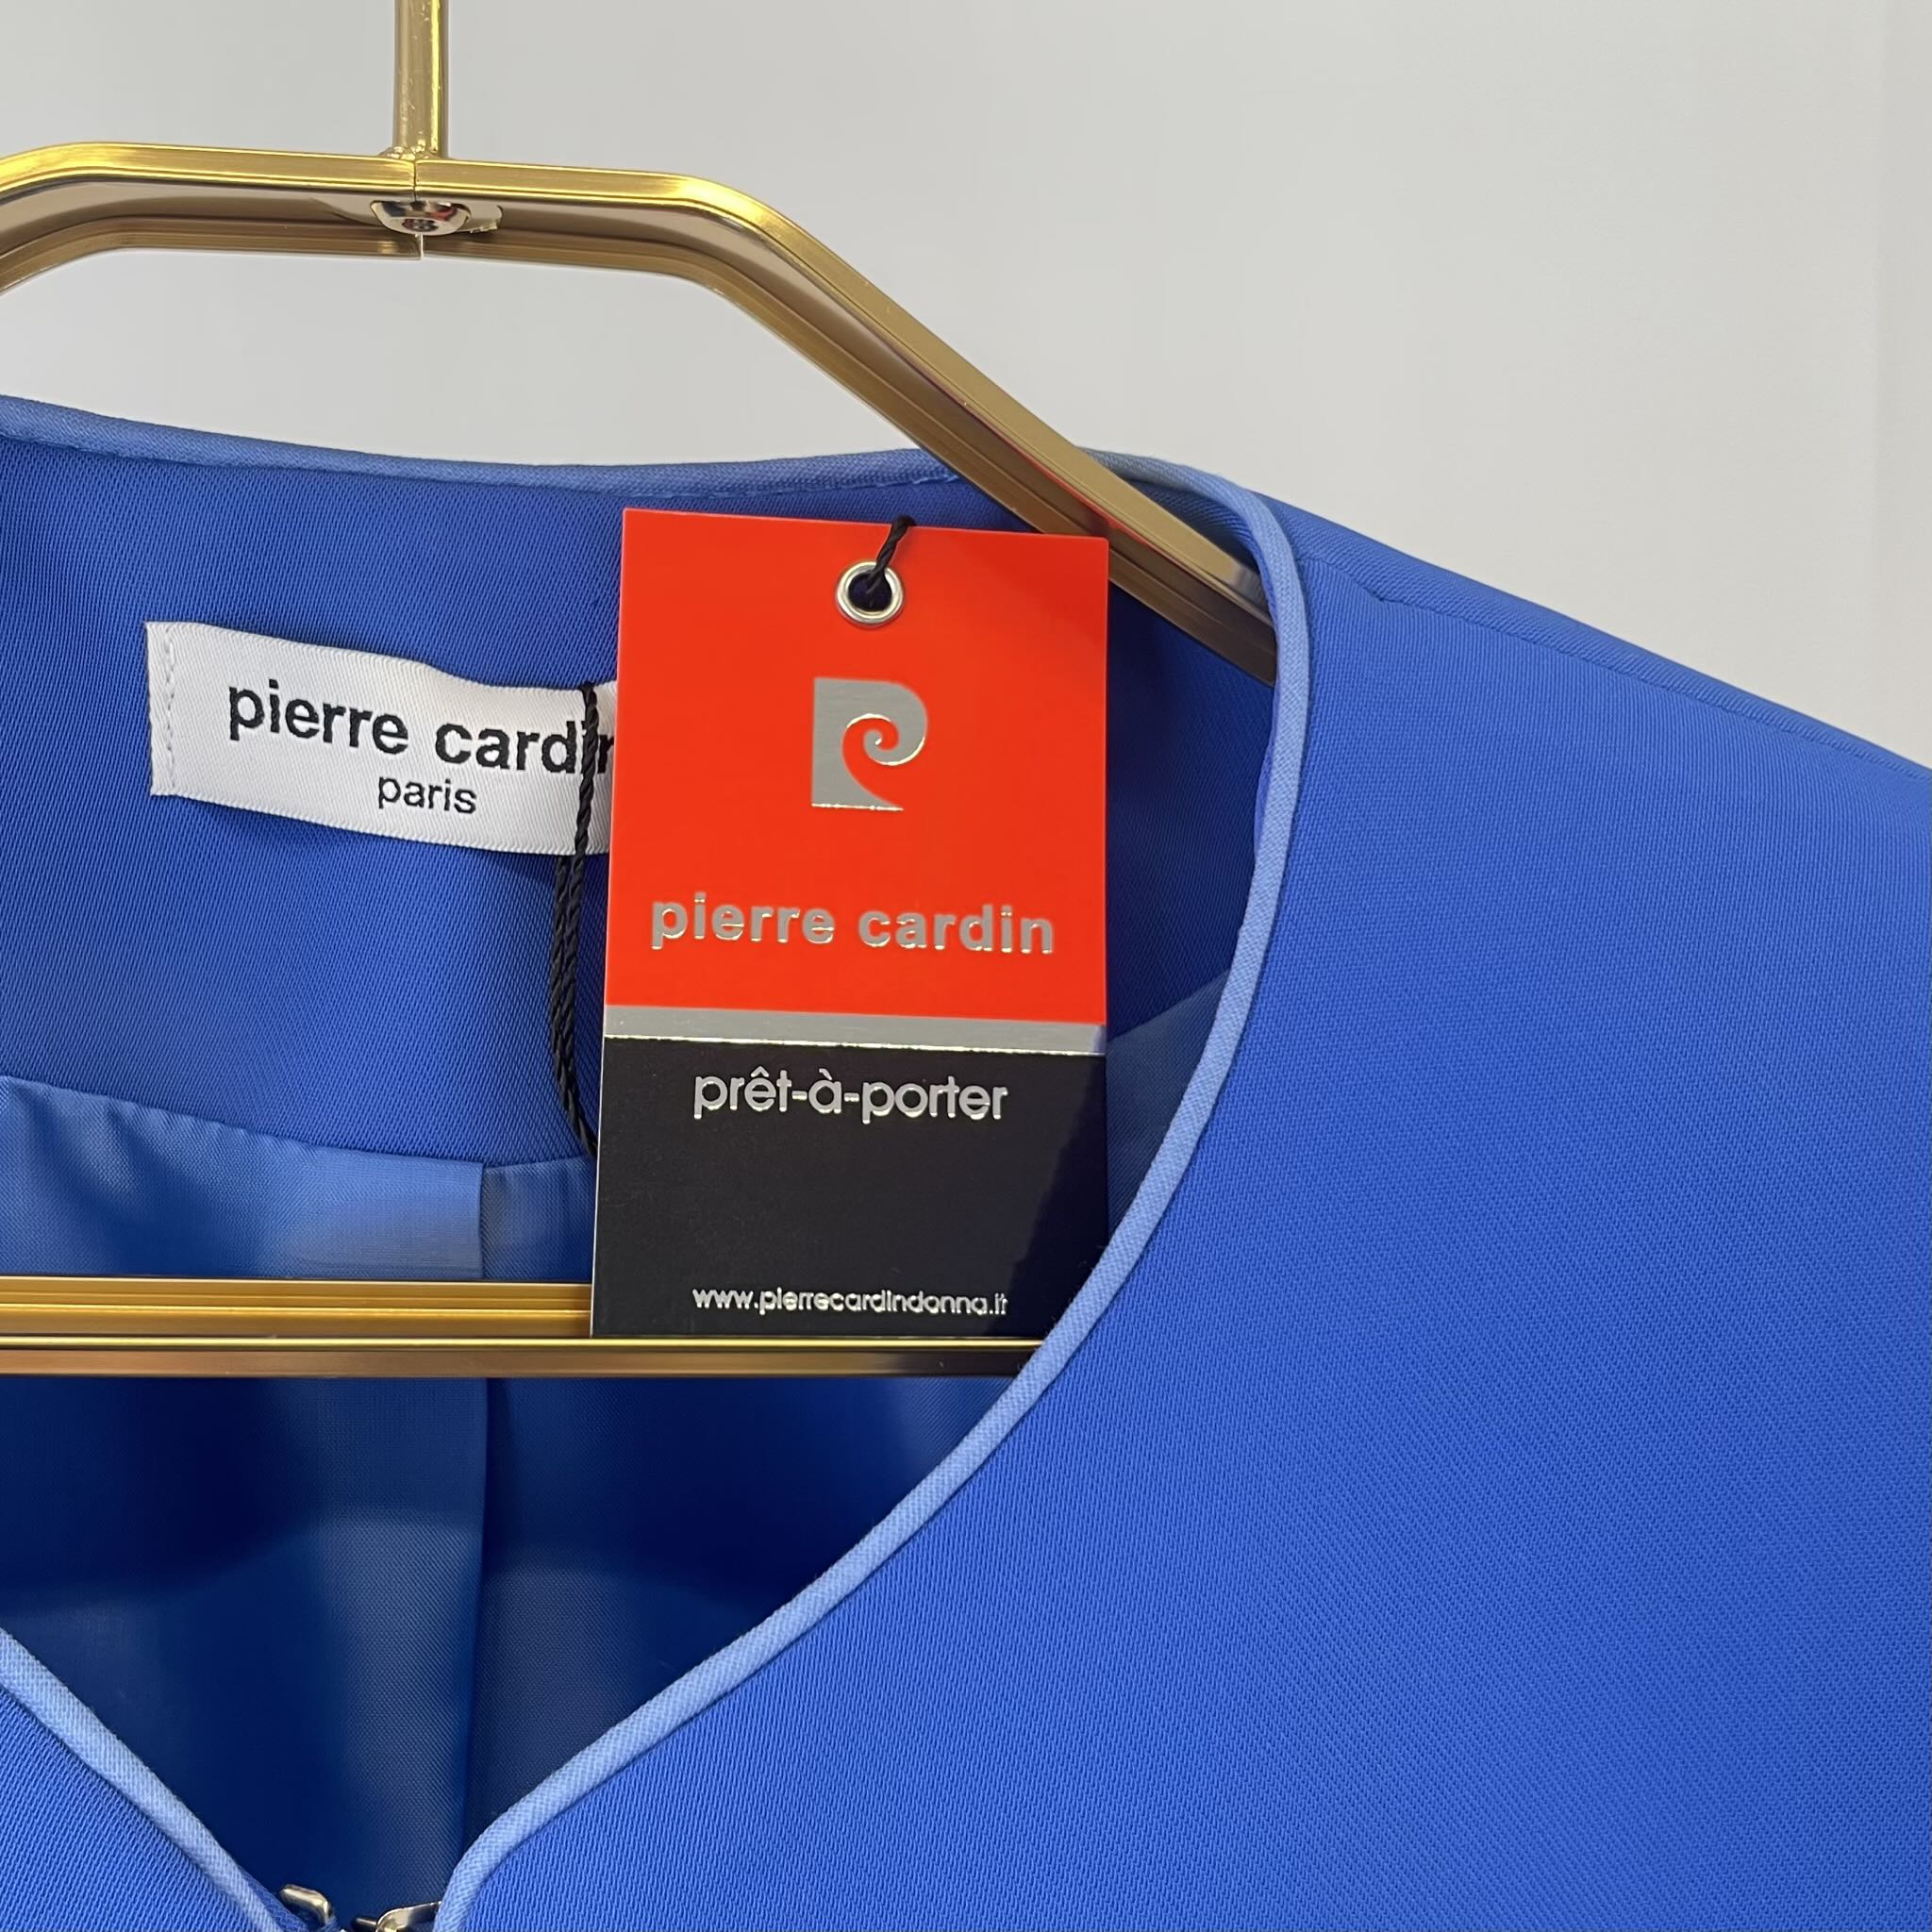 pierre cardin
paris
pierre cardin
prêt-à-porter
www.pierrecardindonna.it